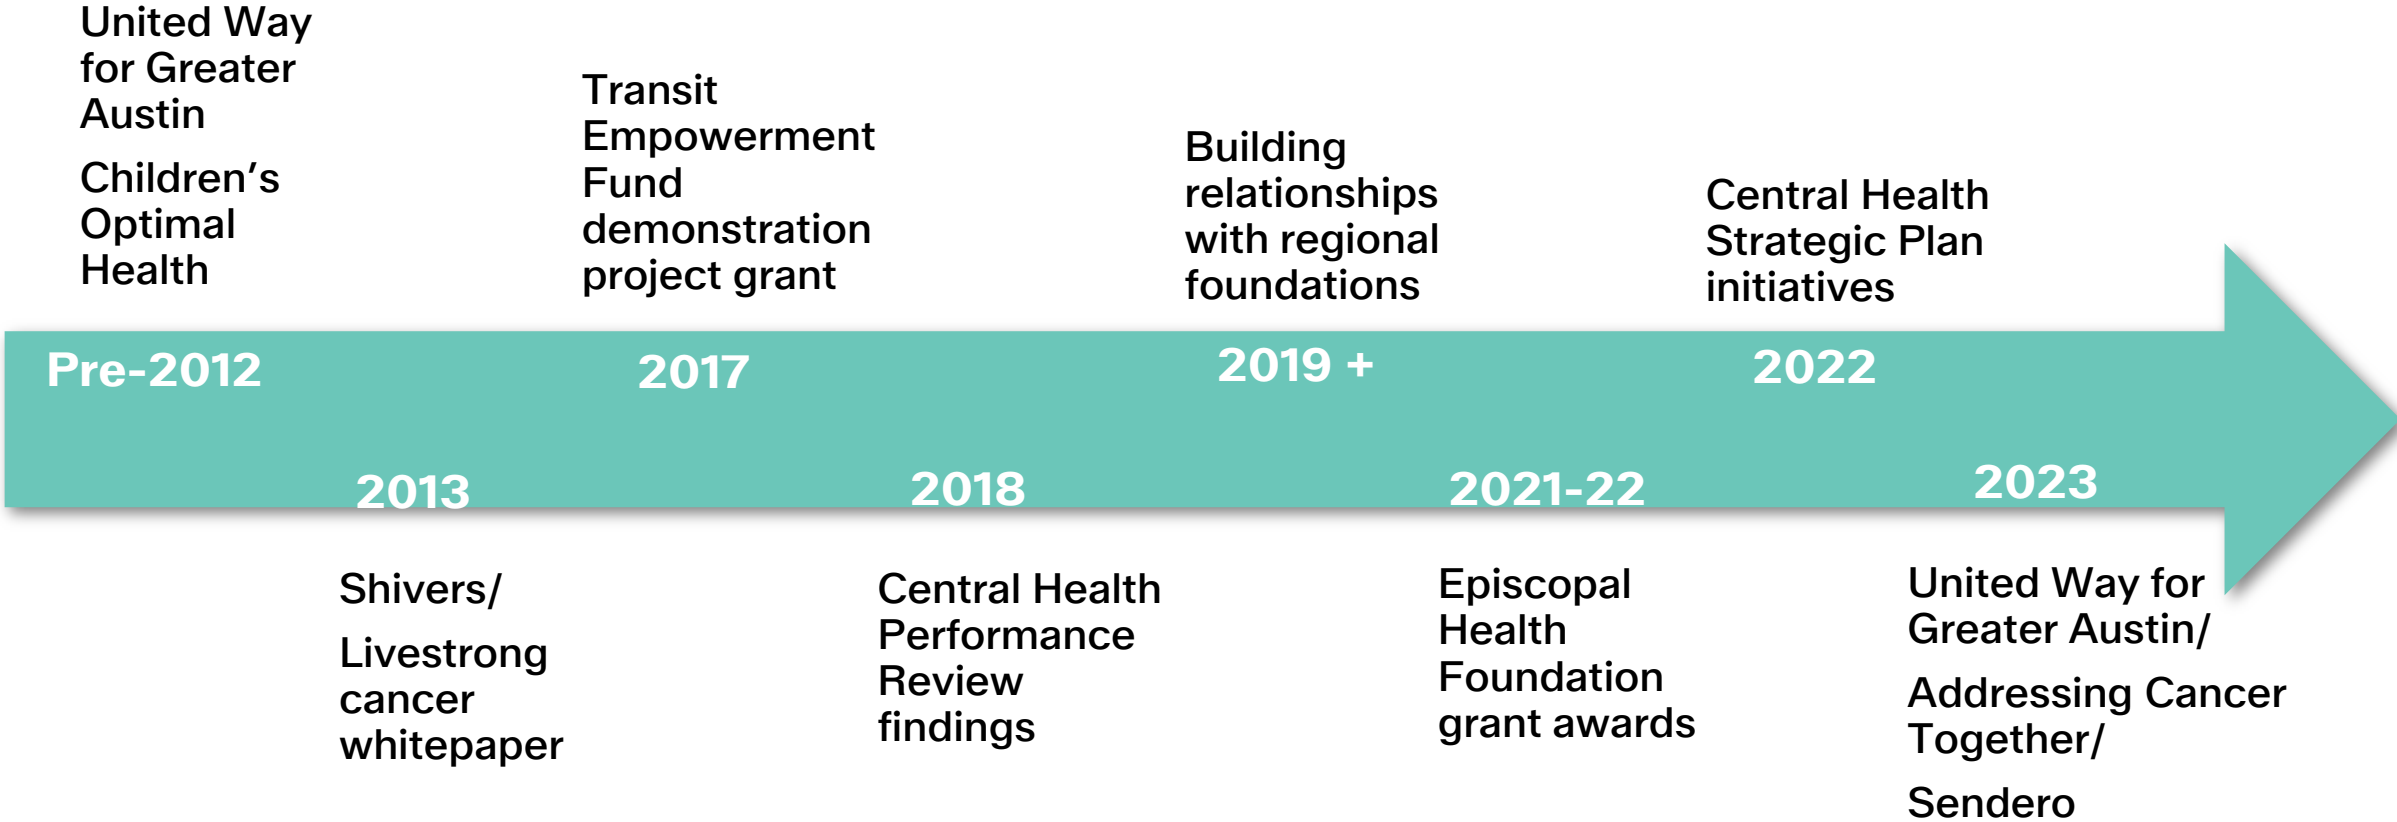 United Way
for Greater
Austin
Children's
Optimal
Health
Transit
Empowerment
Fund
demonstration
project grant
Building
relationships
with regional
foundations
Central Health
Strategic Plan
initiatives
Pre-2012
2017
2019 +
2022
2013
2018
2021-22
2023
Shivers/
Livestrong
cancer
whitepaper
Central Health
Performance
Review
findings
Episcopal
Health
Foundation
grant awards
United Way for
Greater Austin/
Addressing Cancer
Together/
Sendero